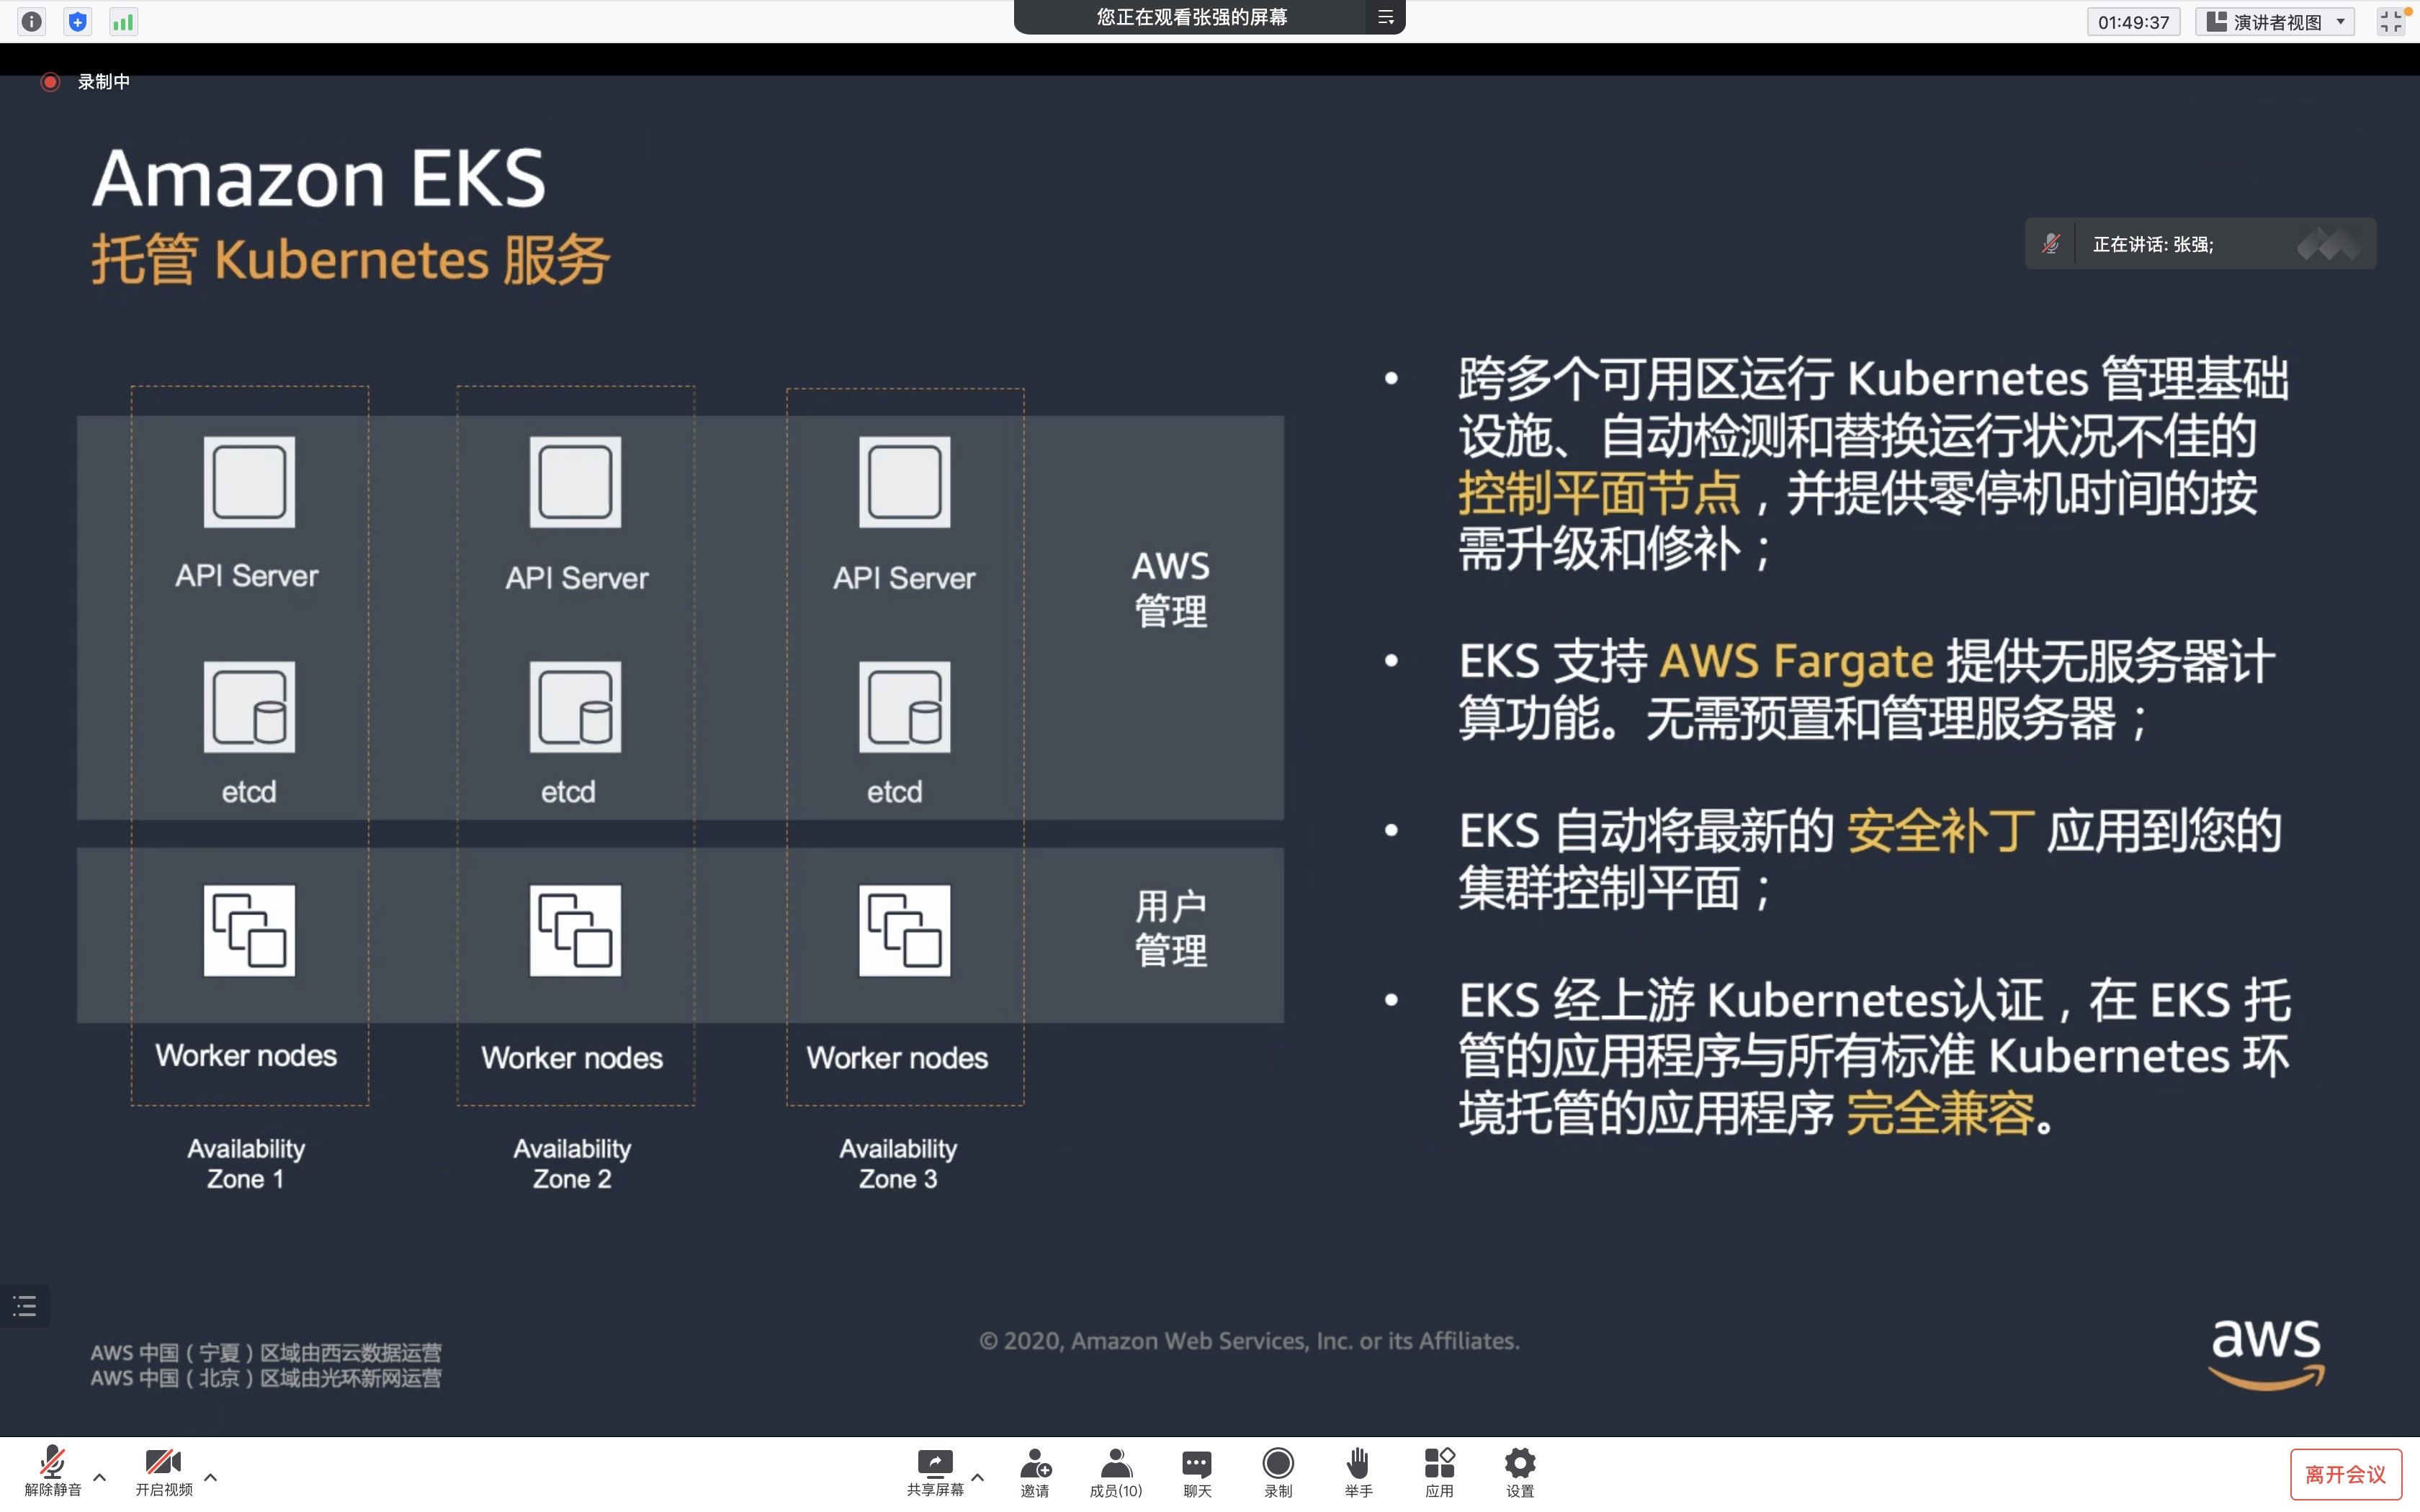 您正在观看张强的屏幕
01:49:37
演讲者视图
录制中
Amazon EKS
托管 Kubernetes 服务
正在讲话: 张强;
API Server
API Server
API Server
AWS
管理
etcd
etcd
etcd
用户
管理
Worker nodes
Worker nodes
Worker nodes
Availability
Zone 1
Availability
Zone 2
Availability
Zone 3
• 跨多个可用区运行 Kubernetes 管理基础
设施、自动检测和替换运行状况不佳的
控制平面节点，并提供零停机时间的按
需升级和修补；
• EKS 支持 AWS Fargate 提供无服务器计
算功能。无需预置和管理服务器；
• EKS 自动将最新的 安全补丁 应用到您的
集群控制平面；
• EKS 经上游 Kubernetes认证，在 EKS 托
管的应用程序与所有标准 Kubernetes 环
境托管的应用程序 完全兼容。
AWS 中国（宁夏）区域由西云数据运营
AWS 中国（北京）区域由光环新网运营
© 2020, Amazon Web Services, Inc. or its Affiliates.
aws
解除静音
开启视频
共享屏幕
邀请
成员(10)
聊天
录制
举手
应用
设置
离开会议